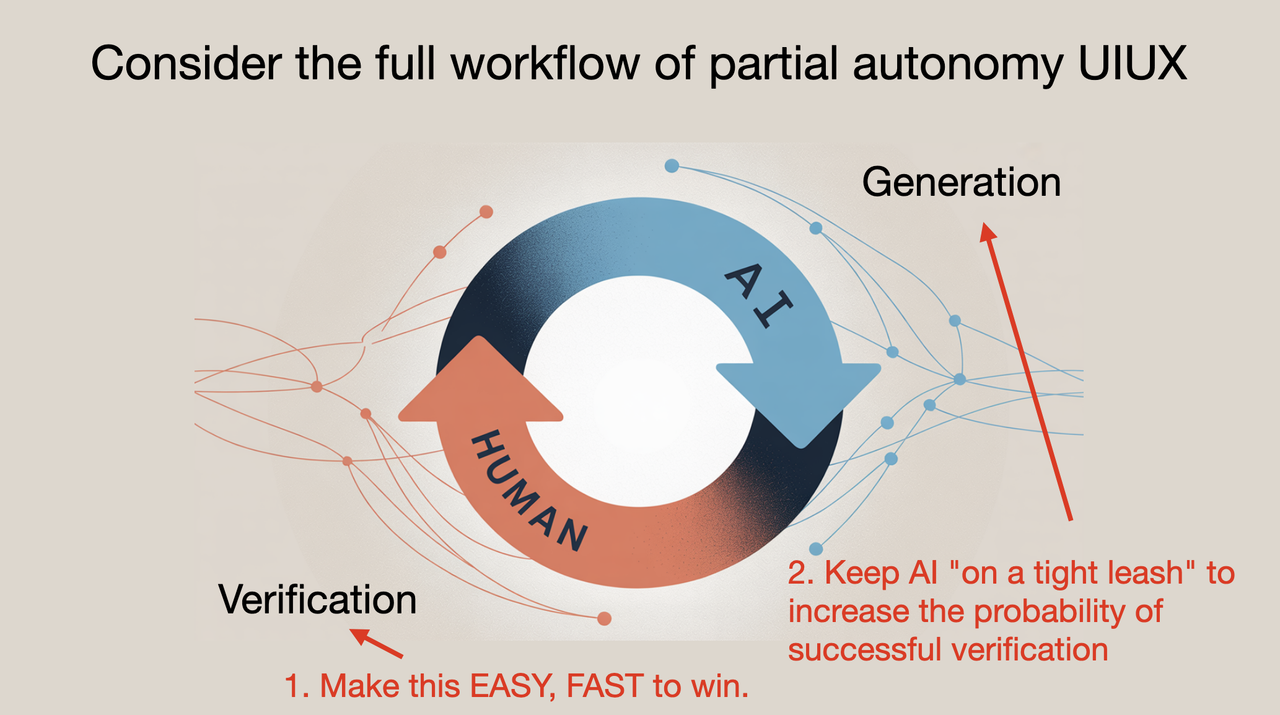 Consider the full workflow of partial autonomy UIUX
Generation
AI
HUMAN
Verification
1. Make this EASY, FAST to win.
2. Keep AI "on a tight leash" to
increase the probability of
successful verification